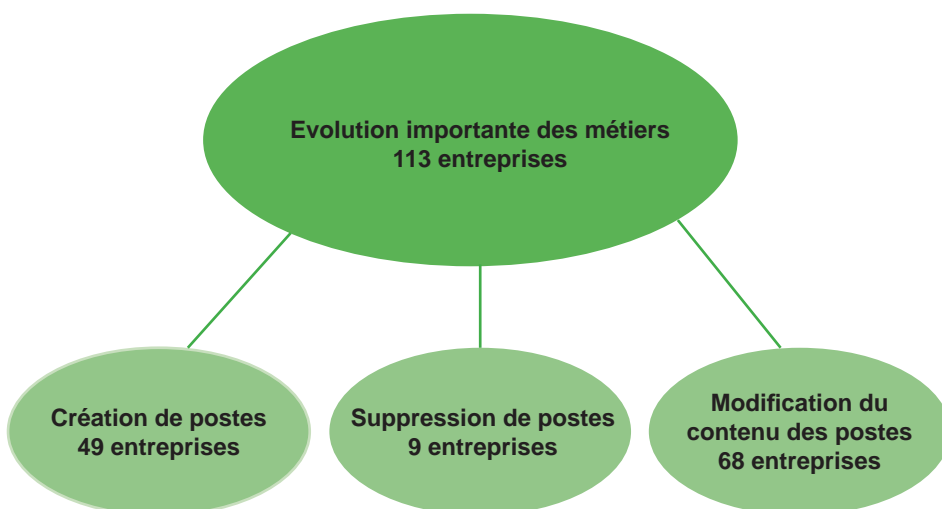 Evolution importante des métiers
113 entreprises
Création de postes
49 entreprises
Suppression de postes
9 entreprises
Modification du
contenu des postes
68 entreprises